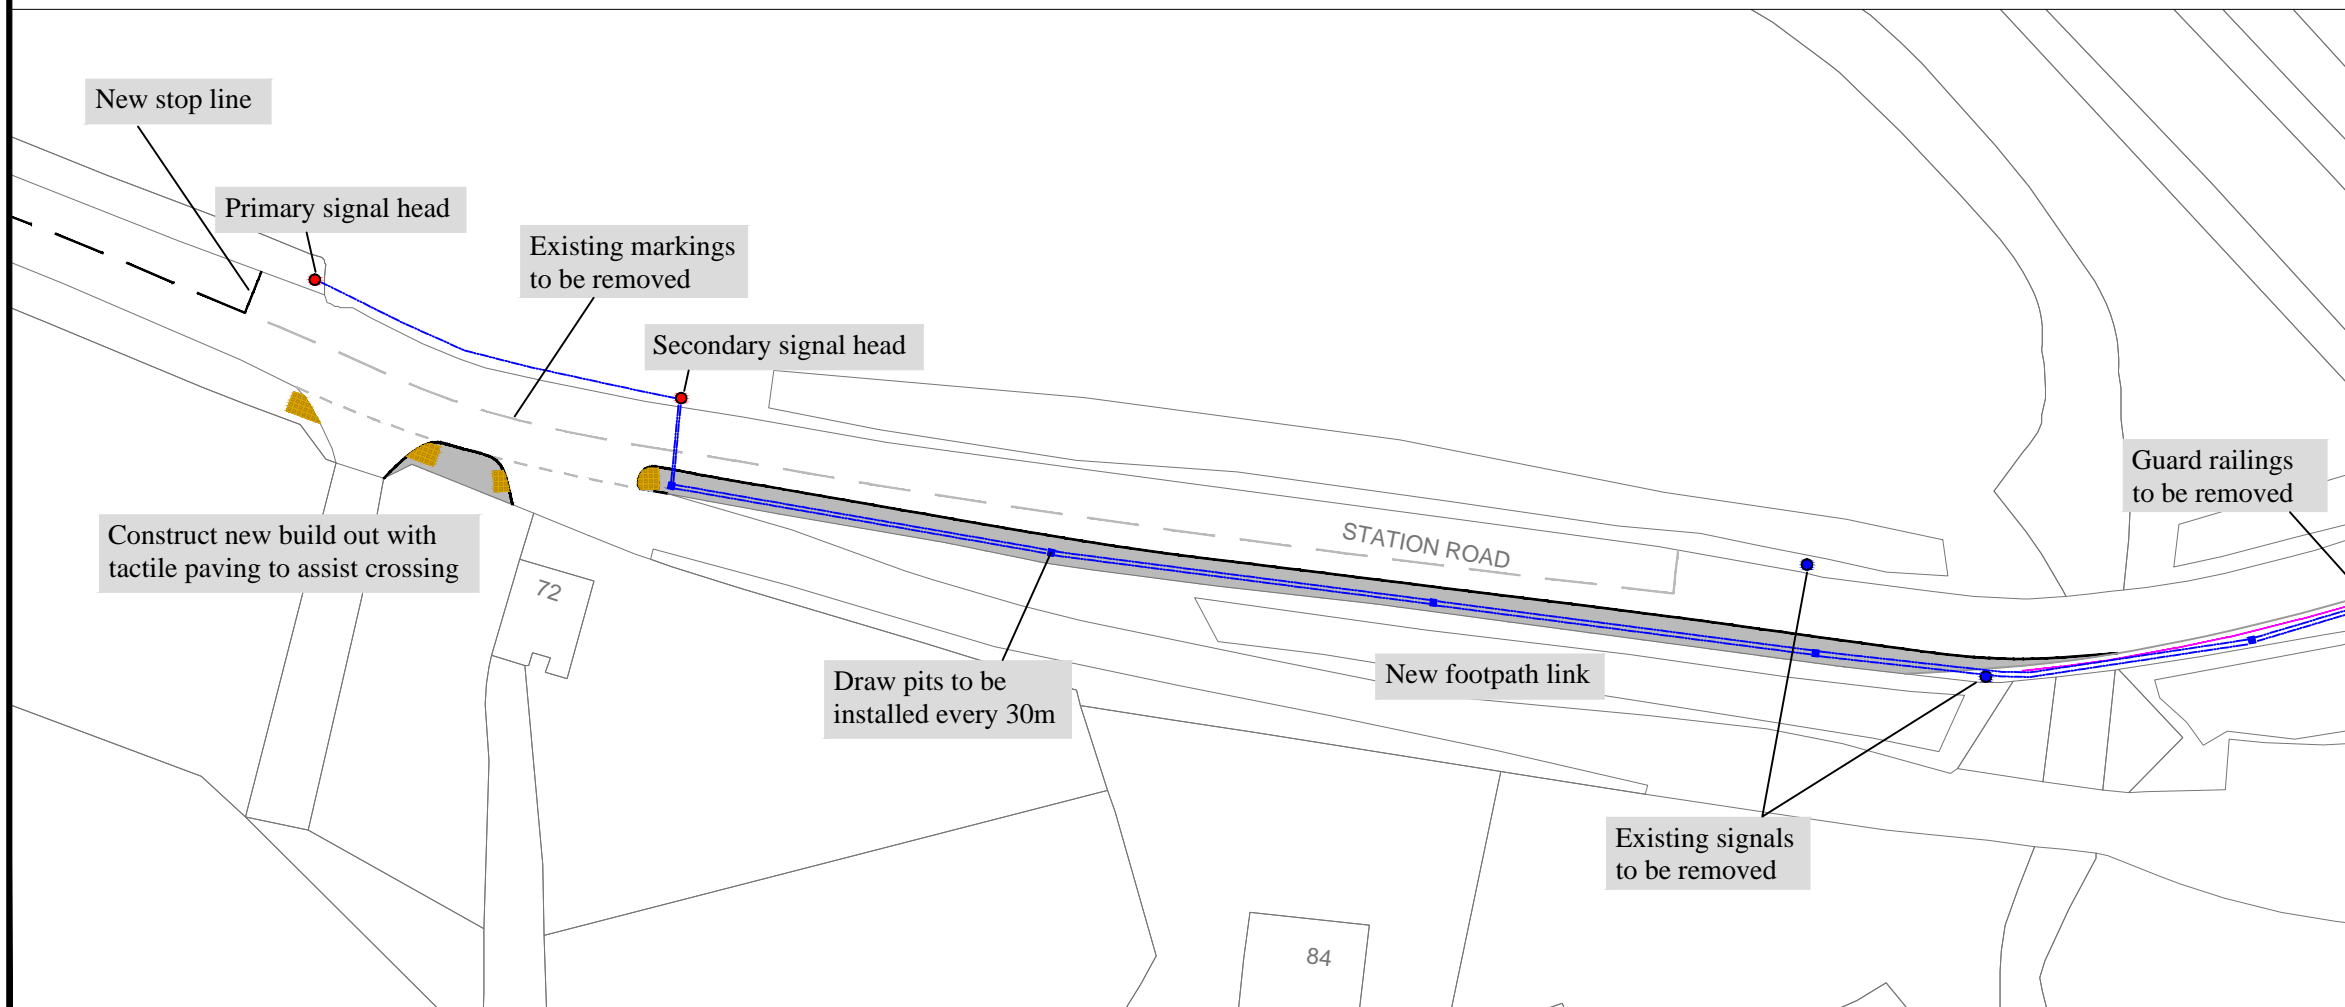 New stop line
Primary signal head
Existing markings
to be removed
Secondary signal head
Guard railings
to be removed
STATION ROAD
Construct new build out with
tactile paving to assist crossing
72
Draw pits to be
installed every 30m
New footpath link
Existing signals
to be removed
84